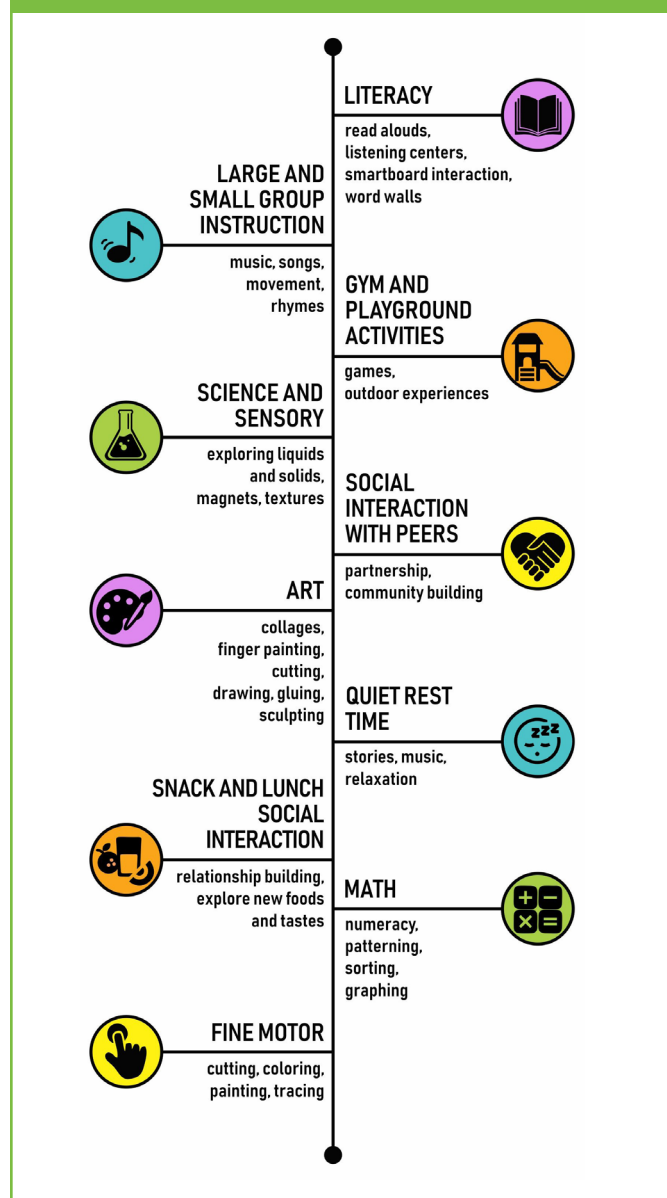 LITERACY
read alouds,
listening centers,
smartboard interaction,
word walls
LARGE AND
SMALL GROUP
INSTRUCTION
music, songs,
movement,
rhymes
GYM AND
PLAYGROUND
ACTIVITIES
games,
outdoor experiences
SCIENCE AND
SENSORY
exploring liquids
and solids,
magnets, textures
SOCIAL
INTERACTION
WITH PEERS
partnership,
community building
ART
collages,
finger painting,
cutting,
drawing, gluing,
sculpting
QUIET REST
TIME
stories, music,
relaxation
SNACK AND LUNCH
SOCIAL
INTERACTION
relationship building,
explore new foods
and tastes
MATH
numeracy,
patterning,
sorting,
graphing
FINE MOTOR
cutting, coloring,
painting, tracing